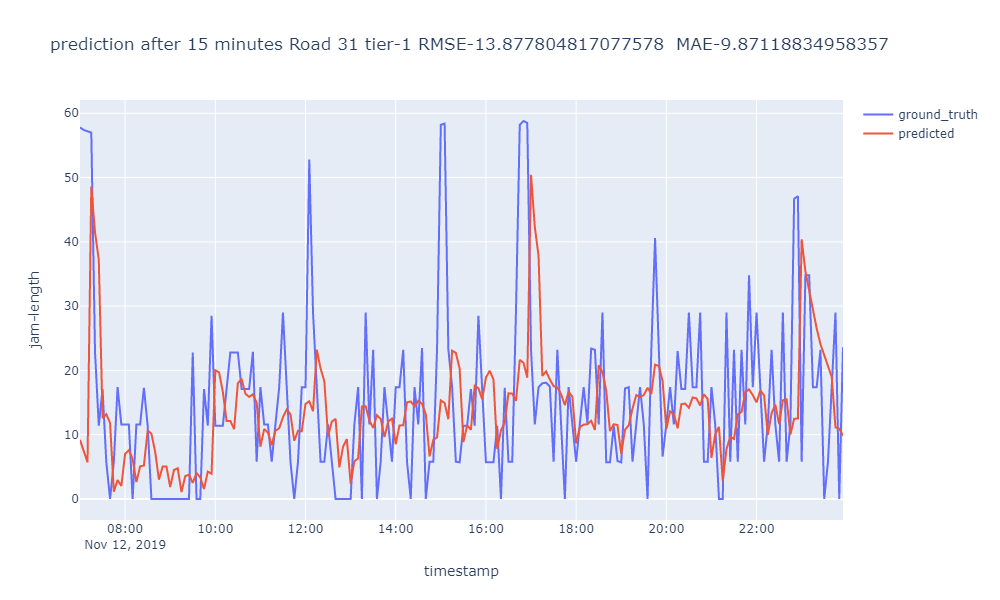 prediction after 15 minutes Road 31 tier-1 RMSE-13.877804817077578  MAE-9.87118834958357
ground_truth
predicted
60
50
40
30
20
10
0
jam-length
08:00 10:00 12:00 14:00 16:00 18:00 20:00 22:00
Nov 12, 2019
timestamp